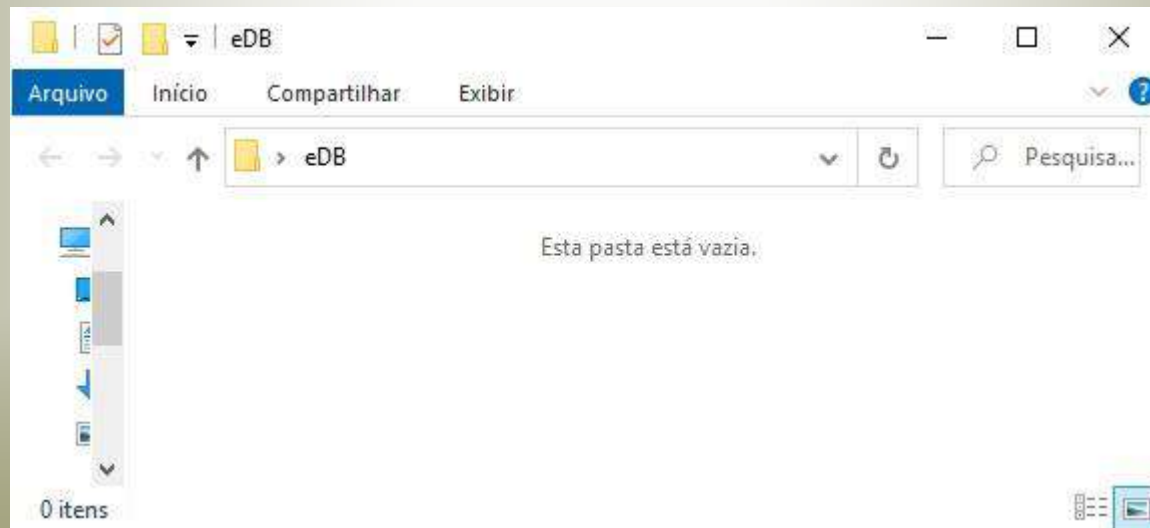 eDB
Arquivo Início Compartilhar Exibir ?
eDB Pesquisa...
Esta pasta está vazia.
0 itens